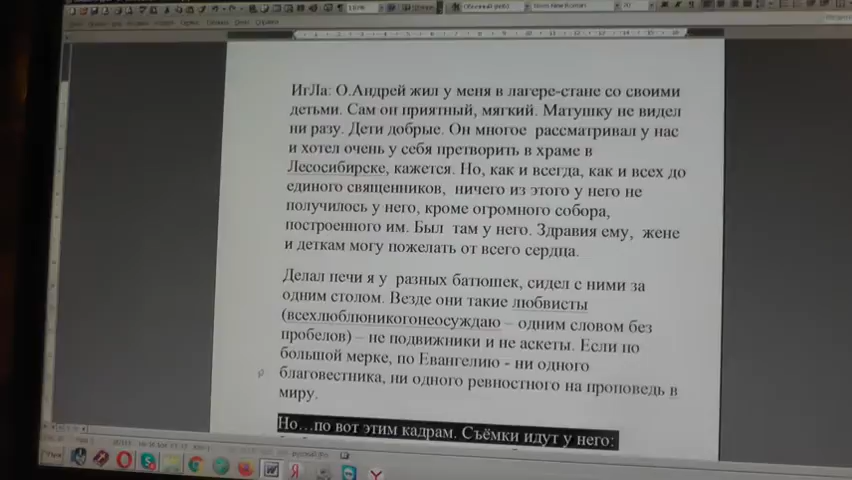 ИгЛа: О.Андрей жил у меня в лагере-стане со своими
детьми. Сам он приятный, мягкий. Матушку не видел
ни разу. Дети добрые. Он многое рассматривал у нас
и хотел очень у себя претворить в храме в
Лесосибирске, кажется. Но, как и всегда, как и всех до
единого священников, ничего из этого у него не
получилось у него, кроме огромного собора,
построенного им. Был там у него. Здравия ему, жене
и деткам могу пожелать от всего сердца.
Делал печи я у разных батюшек, сидел с ними за
одним столом. Везде они такие любвисты
(всехлюблюникогонеосуждаю – одним словом без
пробелов) – не подвижники и не аскеты. Если по
большой мерке, по Евангелию - ни одного
благовестника, ни одного ревностного на проповедь в
миру.
Но…по вот этим кадрам. Съёмки идут у него: